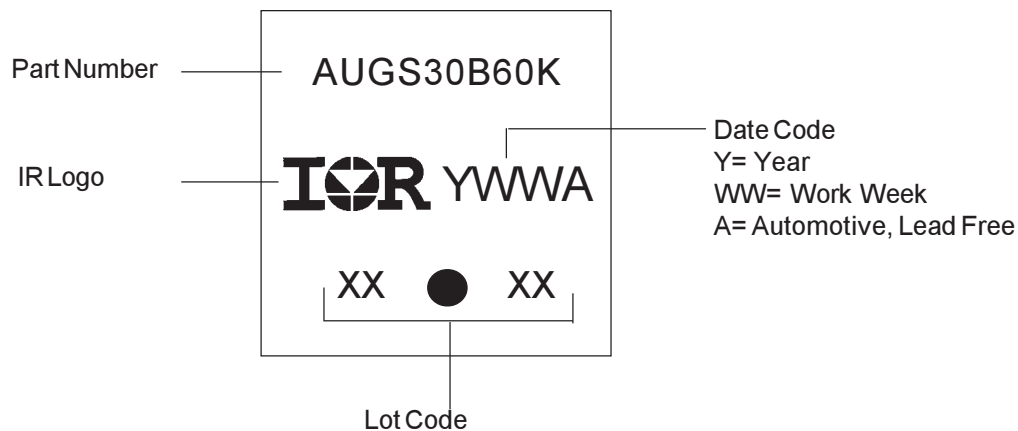 Part Number
AUGS30B60K
IR Logo
IOR YWWA
Date Code
Y= Year
WW= Work Week
A= Automotive, Lead Free
XX XX
Lot Code